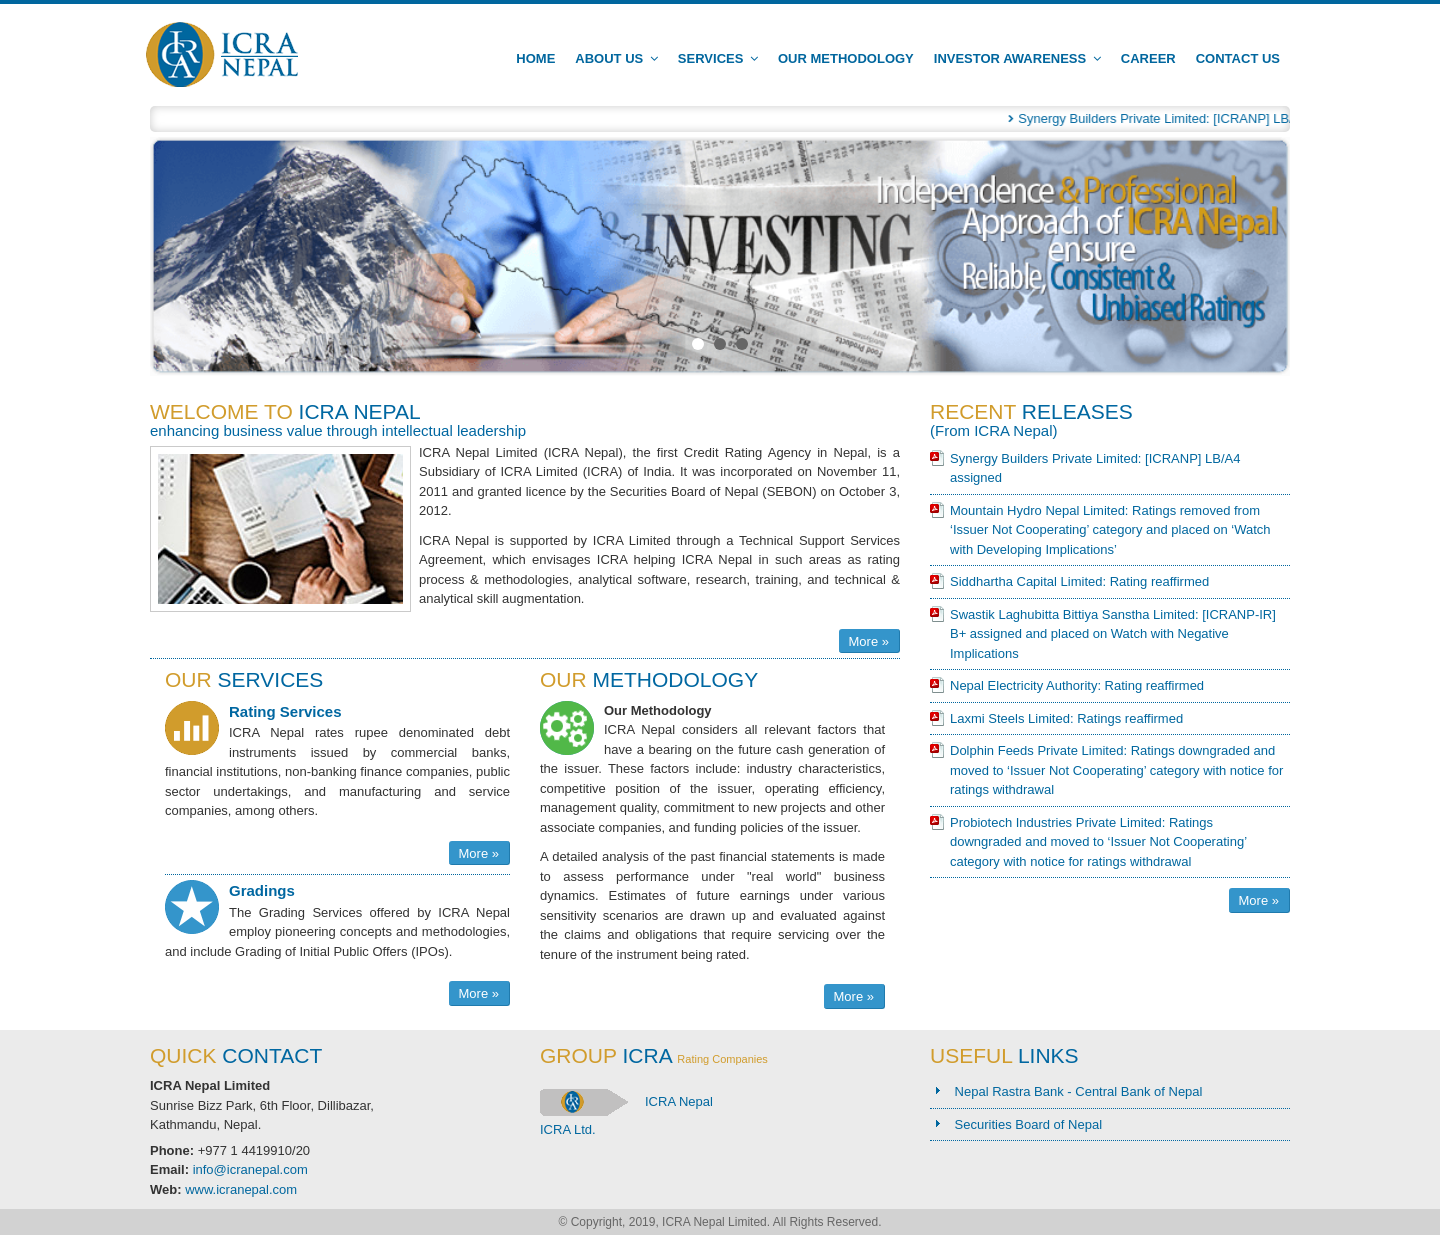 ICRA
NEPAL
HOME ABOUT US SERVICES OUR METHODOLOGY INVESTOR AWARENESS CAREER CONTACT US
Synergy Builders Private Limited: [ICRANP] LB
INVESTING
Independence & Professional
Approach of ICRA Nepal
ensure
Reliable, Consistent &
Unbiased Ratings
WELCOME TO ICRA NEPAL
enhancing business value through intellectual leadership
ICRA Nepal Limited (ICRA Nepal), the first Credit Rating Agency in Nepal, is a
Subsidiary of ICRA Limited (ICRA) of India. It was incorporated on November 11,
2011 and granted licence by the Securities Board of Nepal (SEBON) on October 3,
2012.
ICRA Nepal is supported by ICRA Limited through a Technical Support Services
Agreement, which envisages ICRA helping ICRA Nepal in such areas as rating
process & methodologies, analytical software, research, training, and technical &
analytical skill augmentation.
More »
OUR SERVICES
Rating Services
ICRA Nepal rates rupee denominated debt
instruments issued by commercial banks,
financial institutions, non-banking finance companies, public
sector undertakings, and manufacturing and service
companies, among others.
More »
Gradings
The Grading Services offered by ICRA Nepal
employ pioneering concepts and methodologies,
and include Grading of Initial Public Offers (IPOs).
More »
OUR METHODOLOGY
Our Methodology
ICRA Nepal considers all relevant factors that
have a bearing on the future cash generation of
the issuer. These factors include: industry characteristics,
competitive position of the issuer, operating efficiency,
management quality, commitment to new projects and other
associate companies, and funding policies of the issuer.
A detailed analysis of the past financial statements is made
to assess performance under "real world" business
dynamics. Estimates of future earnings under various
sensitivity scenarios are drawn up and evaluated against
the claims and obligations that require servicing over the
tenure of the instrument being rated.
More »
RECENT RELEASES
(From ICRA Nepal)
Synergy Builders Private Limited: [ICRANP] LB/A4
assigned
Mountain Hydro Nepal Limited: Ratings removed from
‘Issuer Not Cooperating’ category and placed on ‘Watch
with Developing Implications’
Siddhartha Capital Limited: Rating reaffirmed
Swastik Laghubitta Bittiya Sanstha Limited: [ICRANP-IR]
B+ assigned and placed on Watch with Negative
Implications
Nepal Electricity Authority: Rating reaffirmed
Laxmi Steels Limited: Ratings reaffirmed
Dolphin Feeds Private Limited: Ratings downgraded and
moved to ‘Issuer Not Cooperating’ category with notice for
ratings withdrawal
Probiotech Industries Private Limited: Ratings
downgraded and moved to ‘Issuer Not Cooperating’
category with notice for ratings withdrawal
More »
QUICK CONTACT
ICRA Nepal Limited
Sunrise Bizz Park, 6th Floor, Dillibazar,
Kathmandu, Nepal.
Phone: +977 1 4419910/20
Email: info@icranepal.com
Web: www.icranepal.com
GROUP ICRA Rating Companies
ICRA Nepal
ICRA Ltd.
USEFUL LINKS
Nepal Rastra Bank - Central Bank of Nepal
Securities Board of Nepal
© Copyright, 2019, ICRA Nepal Limited. All Rights Reserved.